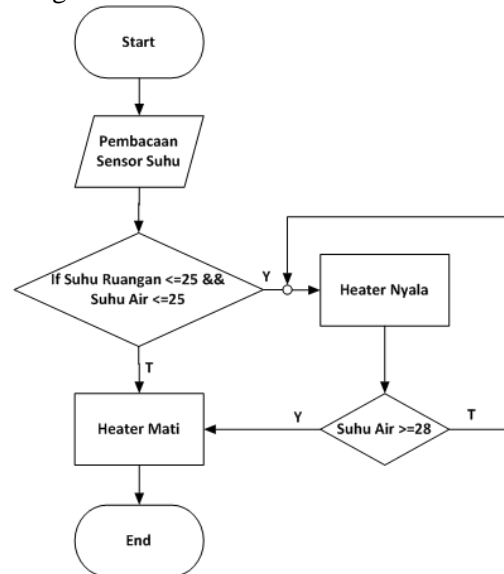 Start
Pembacaan
Sensor Suhu
if Suhu Ruangan <=25 &&
Suhu Air <=25
Y
Heater Nyala
T
Heater Mati
Y
Suhu Air >=28
T
End